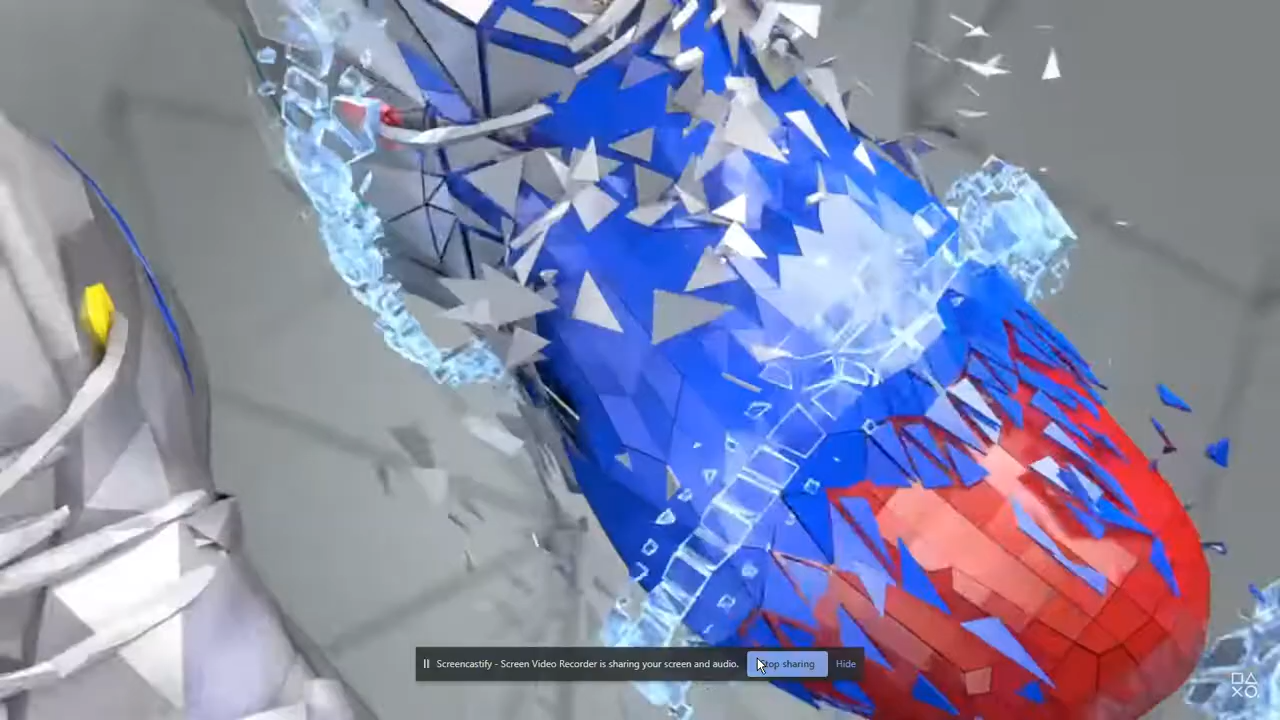 Screencastify - Screen Video Recorder is sharing your screen and audio.
Stop sharing
Hide